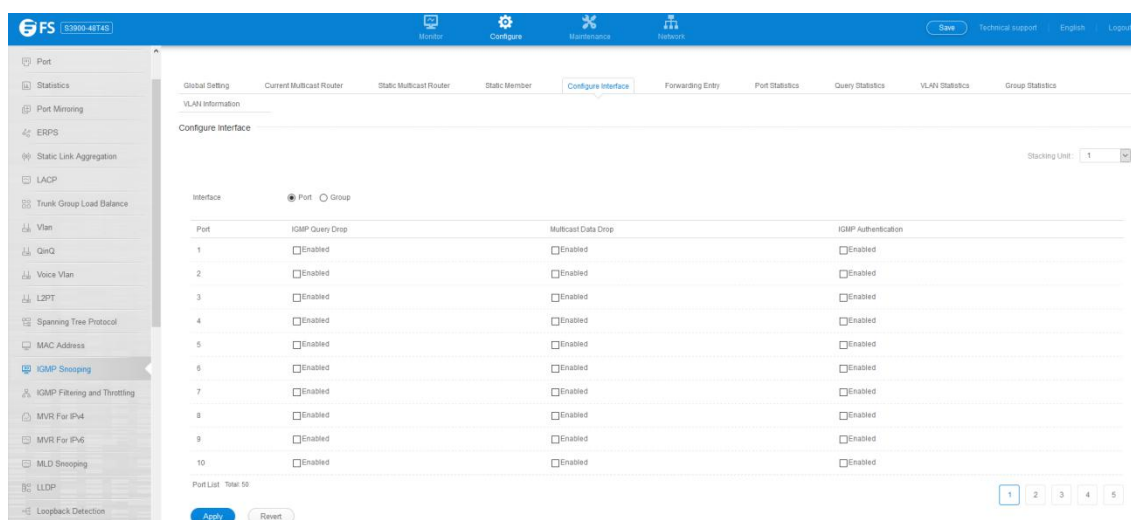 FS S3900-48T4S
Monitor Configure Maintenance Network
Save Technical support English Logout
Port
Statistics
Port Mirroring
ERPS
Static Link Aggregation
LACP
Trunk Group Load Balance
Vlan
QinQ
Voice Vlan
L2PT
Spanning Tree Protocol
MAC Address
IGMP Snooping
IGMP Filtering and Throttling
MVR For IPv4
MVR For IPv6
MLD Snooping
LLDP
Loopback Detection
Global Setting Current Multicast Router Static Multicast Router Static Member Configure Interface Forwarding Entry Port Statistics Query Statistics VLAN Statistics Group Statistics
VLAN Information
Configure Interface
Stacking Unit: 1
Interface Port Group
Port IGMP Query Drop Multicast Data Drop IGMP Authentication
1 Enabled Enabled Enabled
2 Enabled Enabled Enabled
3 Enabled Enabled Enabled
4 Enabled Enabled Enabled
5 Enabled Enabled Enabled
6 Enabled Enabled Enabled
7 Enabled Enabled Enabled
8 Enabled Enabled Enabled
9 Enabled Enabled Enabled
10 Enabled Enabled Enabled
Port List Total: 50
1 2 3 4 5
Apply Revert